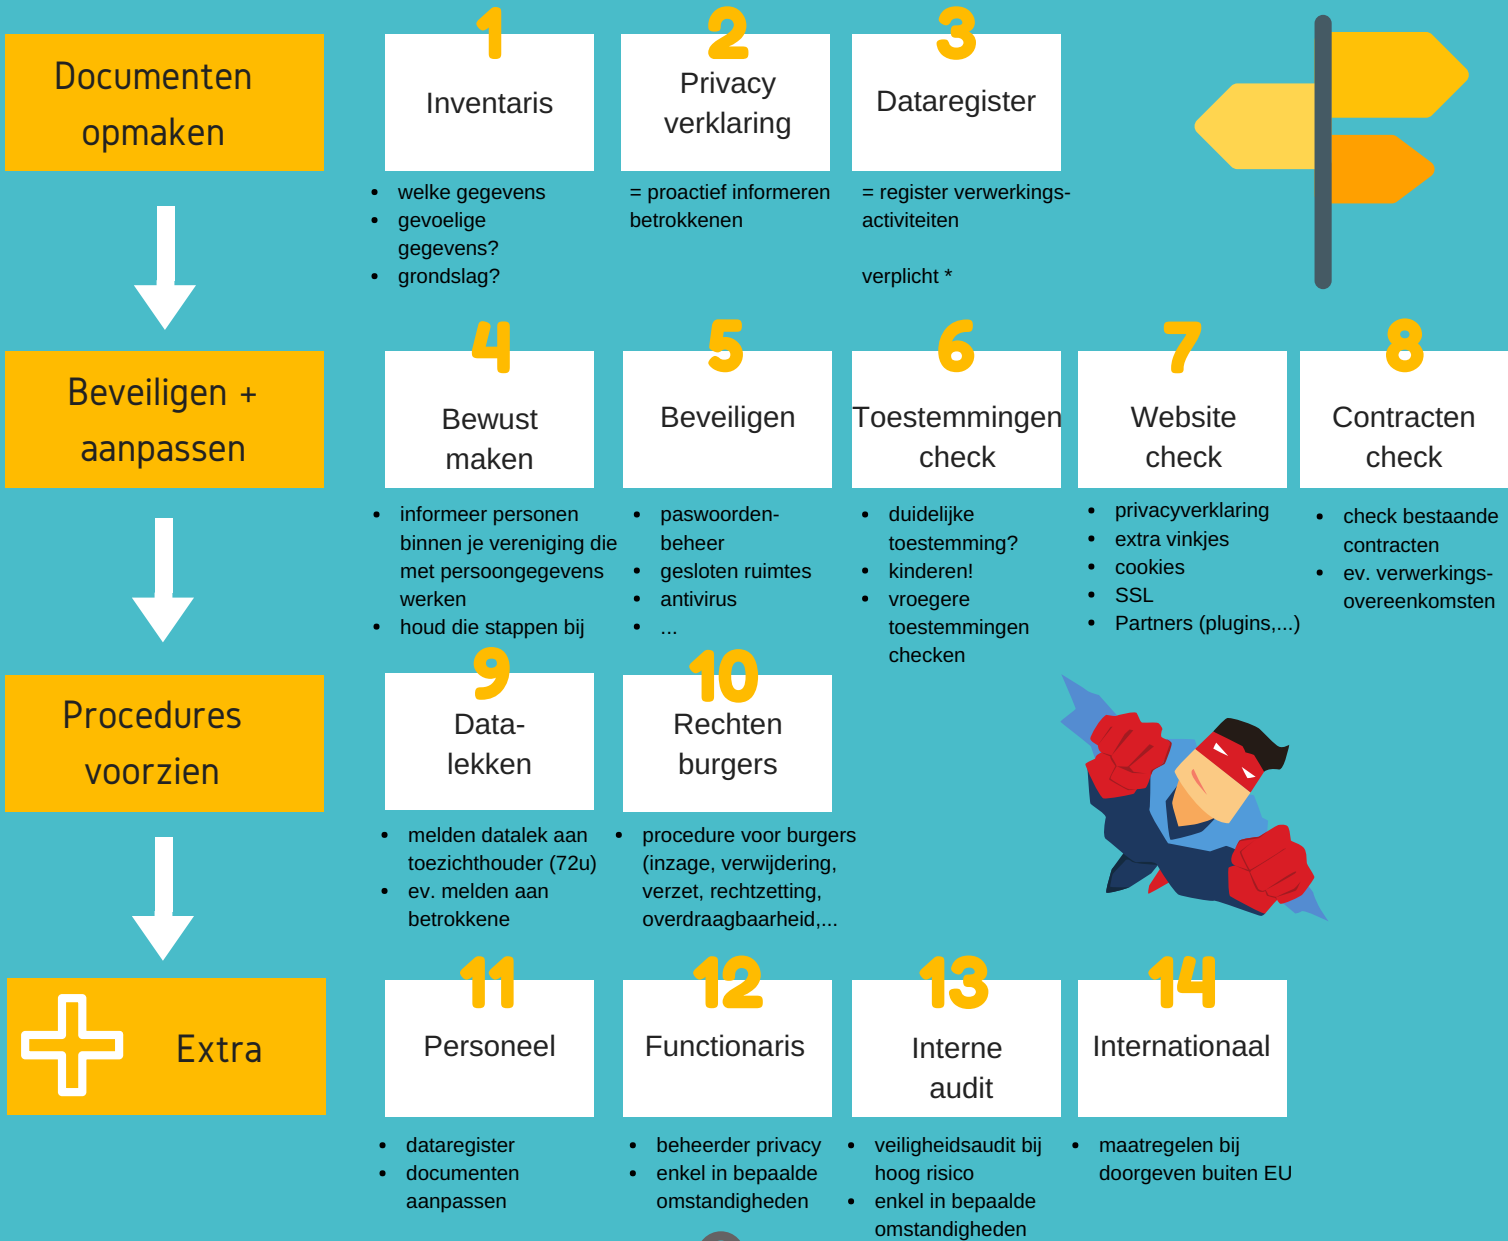 Documenten
opmaken
1
Inventaris
• welke gegevens
• gevoelige
gegevens?
• grondslag?
2
Privacy
verklaring
= proactief informeren
betrokkenen
3
Dataregister
= register verwerkings-
activiteiten
verplicht *
Beveiligen +
aanpassen
4
Bewust
maken
• informeer personen
binnen je vereniging die
met persoongegevens
werken
• houd die stappen bij
5
Beveiligen
• paswoorden-
beheer
• gesloten ruimtes
• antivirus
• ...
6
Toestemmingen
check
• duidelijke
toestemming?
• kinderen!
• vroegere
toestemmingen
checken
7
Website
check
• privacyverklaring
• extra vinkjes
• cookies
• SSL
• Partners (plugins,...)
8
Contracten
check
• check bestaande
contracten
• ev. verwerkings-
overeenkomsten
Procedures
voorzien
9
Data-
lekken
• melden datalek aan
toezichthouder (72u)
• ev. melden aan
betrokkene
10
Rechten
burgers
• procedure voor burgers
(inzage, verwijdering,
verzet, rechtzetting,
overdraagbaarheid,...
Extra
11
Personeel
• dataregister
• documenten
aanpassen
12
Functionaris
• beheerder privacy
• enkel in bepaalde
omstandigheden
13
Interne
audit
• veiligheidsaudit bij
hoog risico
• enkel in bepaalde
omstandigheden
14
Internationaal
• maatregelen bij
doorgeven buiten EU